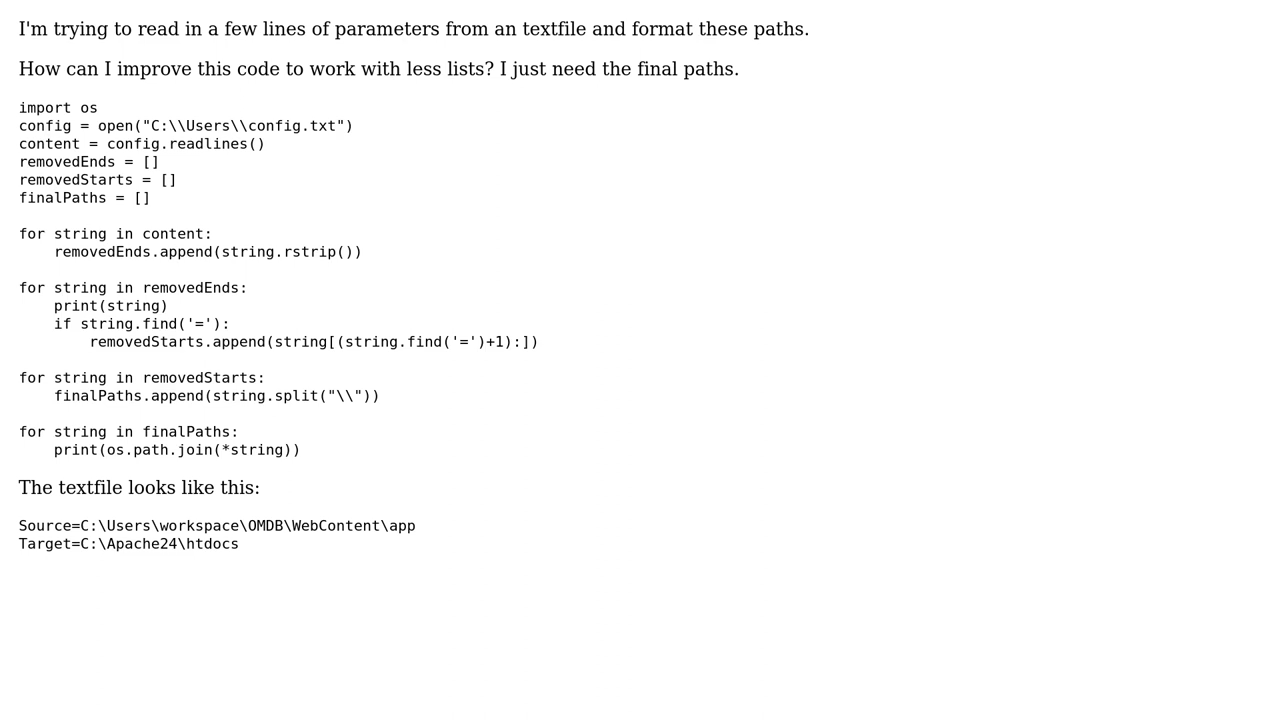 I'm trying to read in a few lines of parameters from an textfile and format these paths.
How can I improve this code to work with less lists? I just need the final paths.
import os
config = open("C:\\Users\\config.txt")
content = config.readlines()
removedEnds = []
removedStarts = []
finalPaths = []
for string in content:
    removedEnds.append(string.rstrip())
for string in removedEnds:
    print(string)
    if string.find('='):
        removedStarts.append(string[(string.find('=')+1):])
for string in removedStarts:
    finalPaths.append(string.split("\\"))
for string in finalPaths:
    print(os.path.join(*string))
The textfile looks like this:
Source=C:\Users\workspace\OMDB\WebContent\app
Target=C:\Apache24\htdocs